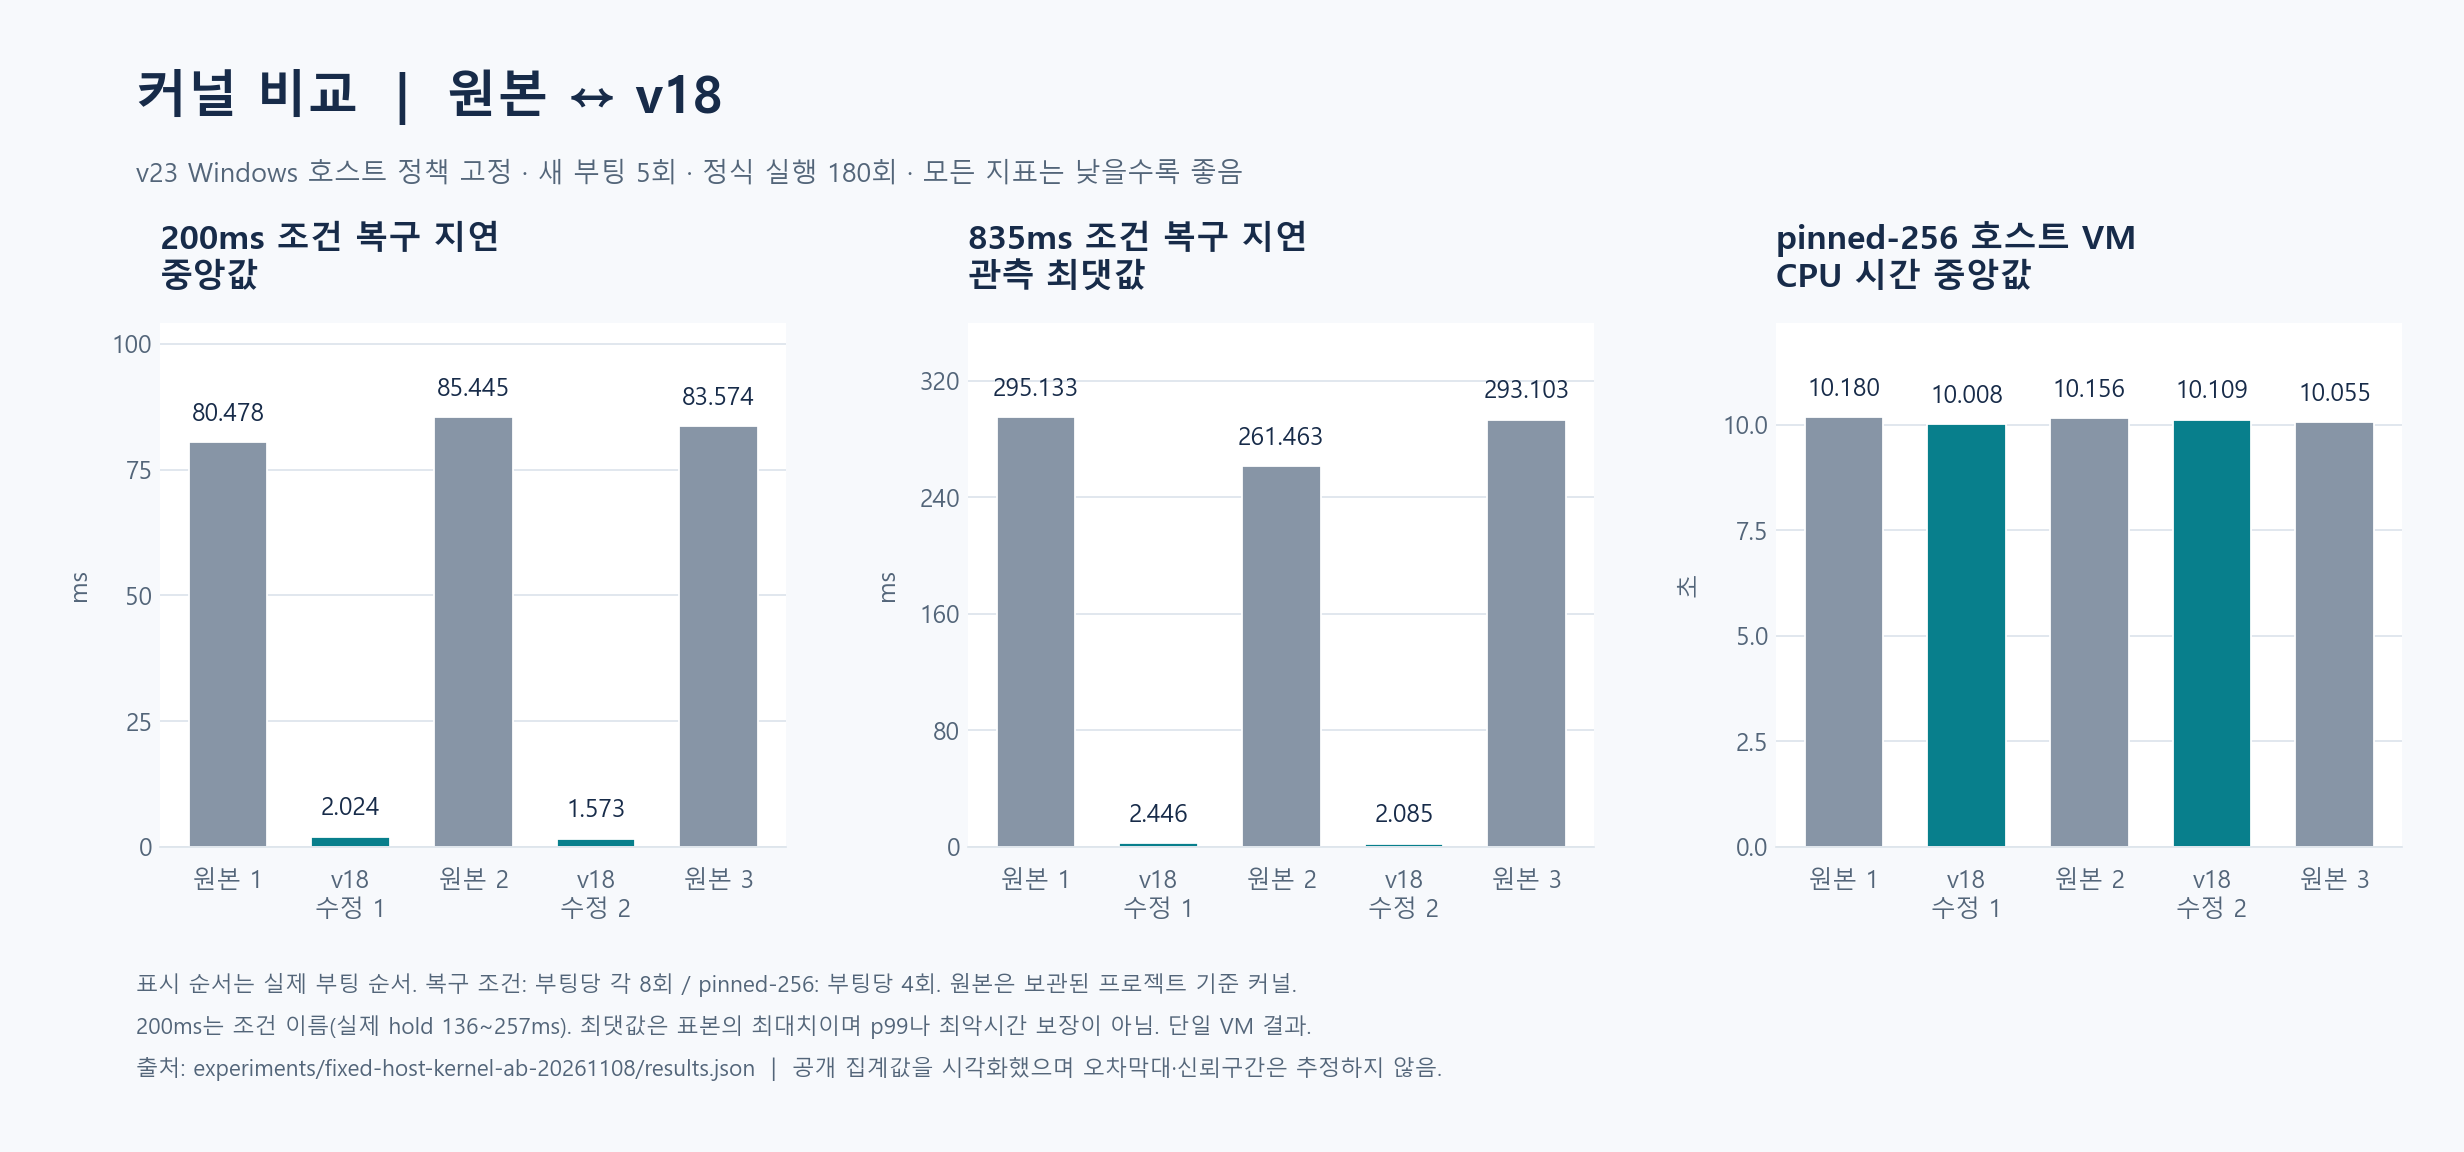 커널 비교 | 원본 ↔ v18
v23 Windows 호스트 정책 고정 · 새 부팅 5회 · 정식 실행 180회 · 모든 지표는 낮을수록 좋음
200ms 조건 복구 지연
중앙값
100
75
50
25
0
ms
80.478
2.024
85.445
1.573
83.574
원본 1
v18
수정 1
원본 2
v18
수정 2
원본 3
835ms 조건 복구 지연
관측 최댓값
320
240
160
80
0
ms
295.133
2.446
261.463
2.085
293.103
원본 1
v18
수정 1
원본 2
v18
수정 2
원본 3
pinned-256 호스트 VM
CPU 시간 중앙값
10.0
7.5
5.0
2.5
0.0
초
10.180
10.008
10.156
10.109
10.055
원본 1
v18
수정 1
원본 2
v18
수정 2
원본 3
표시 순서는 실제 부팅 순서. 복구 조건: 부팅당 각 8회 / pinned-256: 부팅당 4회. 원본은 보관된 프로젝트 기준 커널.
200ms는 조건 이름(실제 hold 136~257ms). 최댓값은 표본의 최대치이며 p99나 최악시간 보장이 아님. 단일 VM 결과.
출처: experiments/fixed-host-kernel-ab-20261108/results.json | 공개 집계값을 시각화했으며 오차막대·신뢰구간은 추정하지 않음.